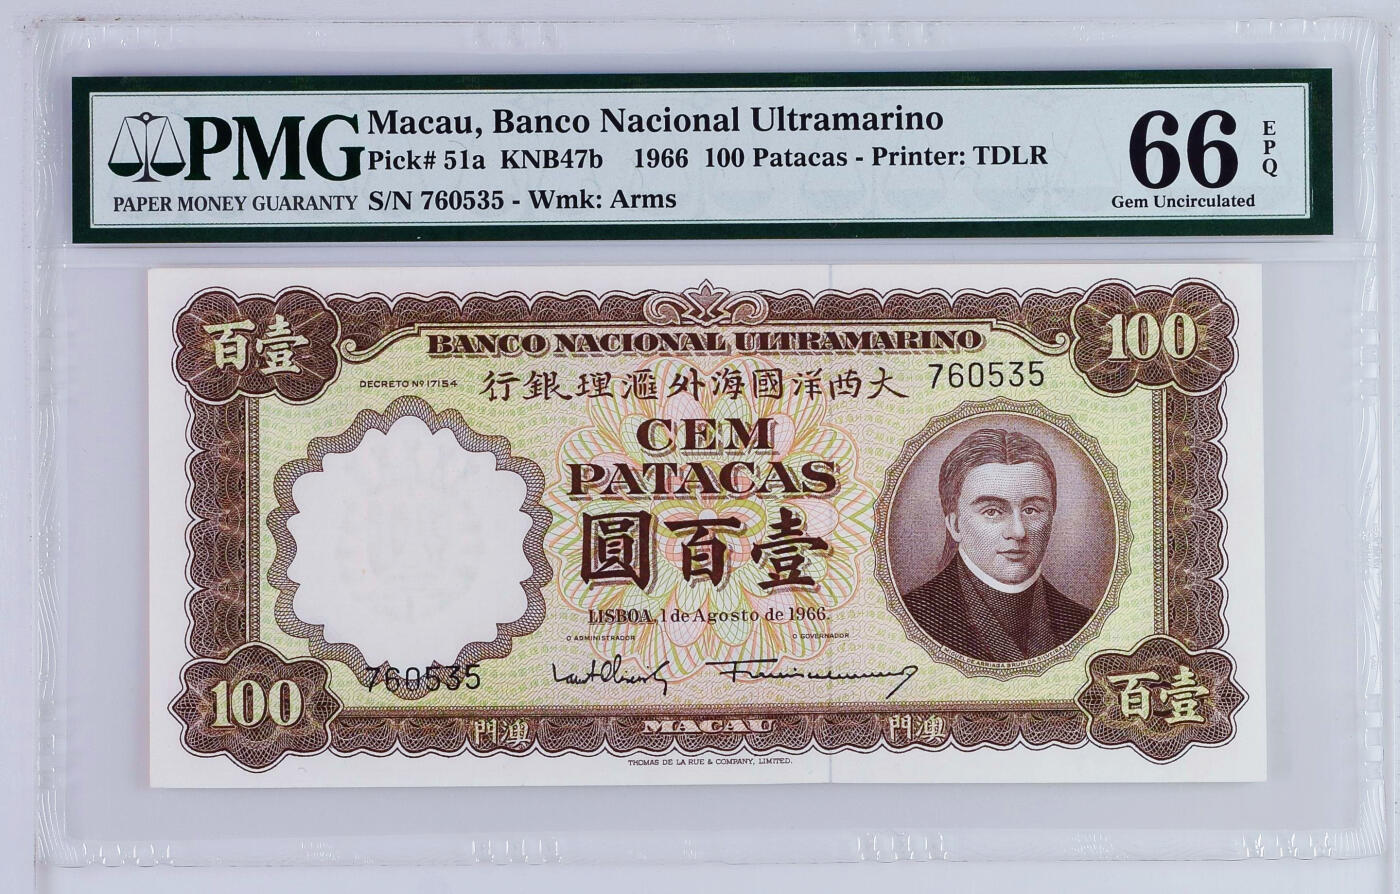 PMG
PAPER MONEY GUARANTY
Macau, Banco Nacional Ultramarino
Pick# 51a KNB47b 1966 100 Patacas - Printer: TDLR
S/N 760535 - Wmk: Arms
66
EPQ
Gem Uncirculated
百壹
100
BANCO NACIONAL ULTRAMARINO
DECRETO Nº 17154
行銀理滙外海國洋西大
760535
CEM
PATACAS
圓百壹
LISBOA, 1 de Agosto de 1966.
O ADMINISTRADOR
O GOVERNADOR
760535
100
百壹
門澳
MACAU
門澳
THOMAS DE LA RUE & COMPANY, LIMITED.